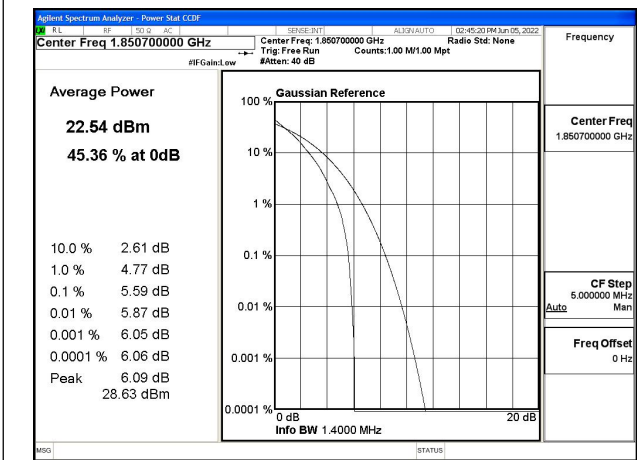 Agilent Spectrum Analyzer - Power Stat CCDF
RL RF 50 Ω AC SENSE:INT ALIGN AUTO 02:45:20 PM Jun 05, 2022
Center Freq 1.850700000 GHz
Center Freq: 1.850700000 GHz Radio Std: None
Trig: Free Run Counts:1.00 M/1.00 Mpt
#IFGain:Low #Atten: 40 dB
Frequency
Center Freq
1.850700000 GHz
CF Step
5.000000 MHz
Auto Man
Freq Offset
0 Hz
Average Power
22.54 dBm
45.36 % at 0dB
10.0 % 2.61 dB
1.0 % 4.77 dB
0.1 % 5.59 dB
0.01 % 5.87 dB
0.001 % 6.05 dB
0.0001 % 6.06 dB
Peak 6.09 dB
28.63 dBm
Gaussian Reference
100 %
10 %
1 %
0.1 %
0.01 %
0.001 %
0.0001 %
0 dB 20 dB
Info BW 1.4000 MHz
MSG STATUS